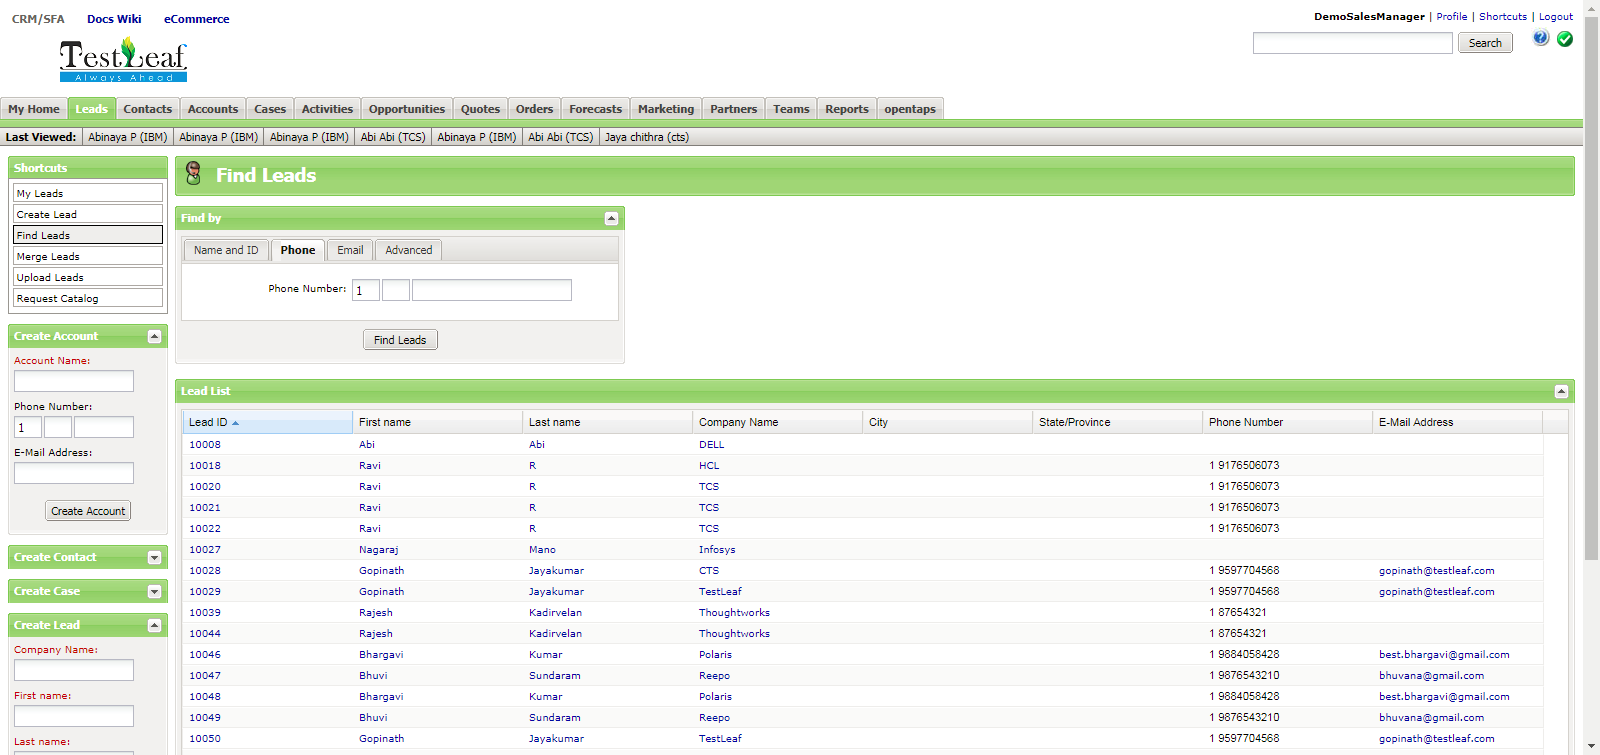 CRM/SFA Docs Wiki eCommerce
DemoSalesManager | Profile | Shortcuts | Logout
TestLeaf
Always Ahead
Search
My Home Leads Contacts Accounts Cases Activities Opportunities Quotes Orders Forecasts Marketing Partners Teams Reports opentaps
Last Viewed: Abinaya P (IBM) Abinaya P (IBM) Abinaya P (IBM) Abi Abi (TCS) Abinaya P (IBM) Abi Abi (TCS) Jaya chithra (cts)
Shortcuts
My Leads
Create Lead
Find Leads
Merge Leads
Upload Leads
Request Catalog
Create Account
Account Name:
Phone Number:
1
E-Mail Address:
Create Account
Create Contact
Create Case
Create Lead
Company Name:
First name:
Last name:
Find Leads
Find by
Name and ID Phone Email Advanced
Phone Number: 1
Find Leads
Lead List
Lead ID First name Last name Company Name City State/Province Phone Number E-Mail Address
10008 Abi Abi DELL
10018 Ravi R HCL 1 9176506073
10020 Ravi R TCS 1 9176506073
10021 Ravi R TCS 1 9176506073
10022 Ravi R TCS 1 9176506073
10027 Nagaraj Mano Infosys
10028 Gopinath Jayakumar CTS 1 9597704568 gopinath@testleaf.com
10029 Gopinath Jayakumar TestLeaf 1 9597704568 gopinath@testleaf.com
10039 Rajesh Kadirvelan Thoughtworks 1 87654321
10044 Rajesh Kadirvelan Thoughtworks 1 87654321
10046 Bhargavi Kumar Polaris 1 9884058428 best.bhargavi@gmail.com
10047 Bhuvi Sundaram Reepo 1 9876543210 bhuvana@gmail.com
10048 Bhargavi Kumar Polaris 1 9884058428 best.bhargavi@gmail.com
10049 Bhuvi Sundaram Reepo 1 9876543210 bhuvana@gmail.com
10050 Gopinath Jayakumar TestLeaf 1 9597704568 gopinath@testleaf.com